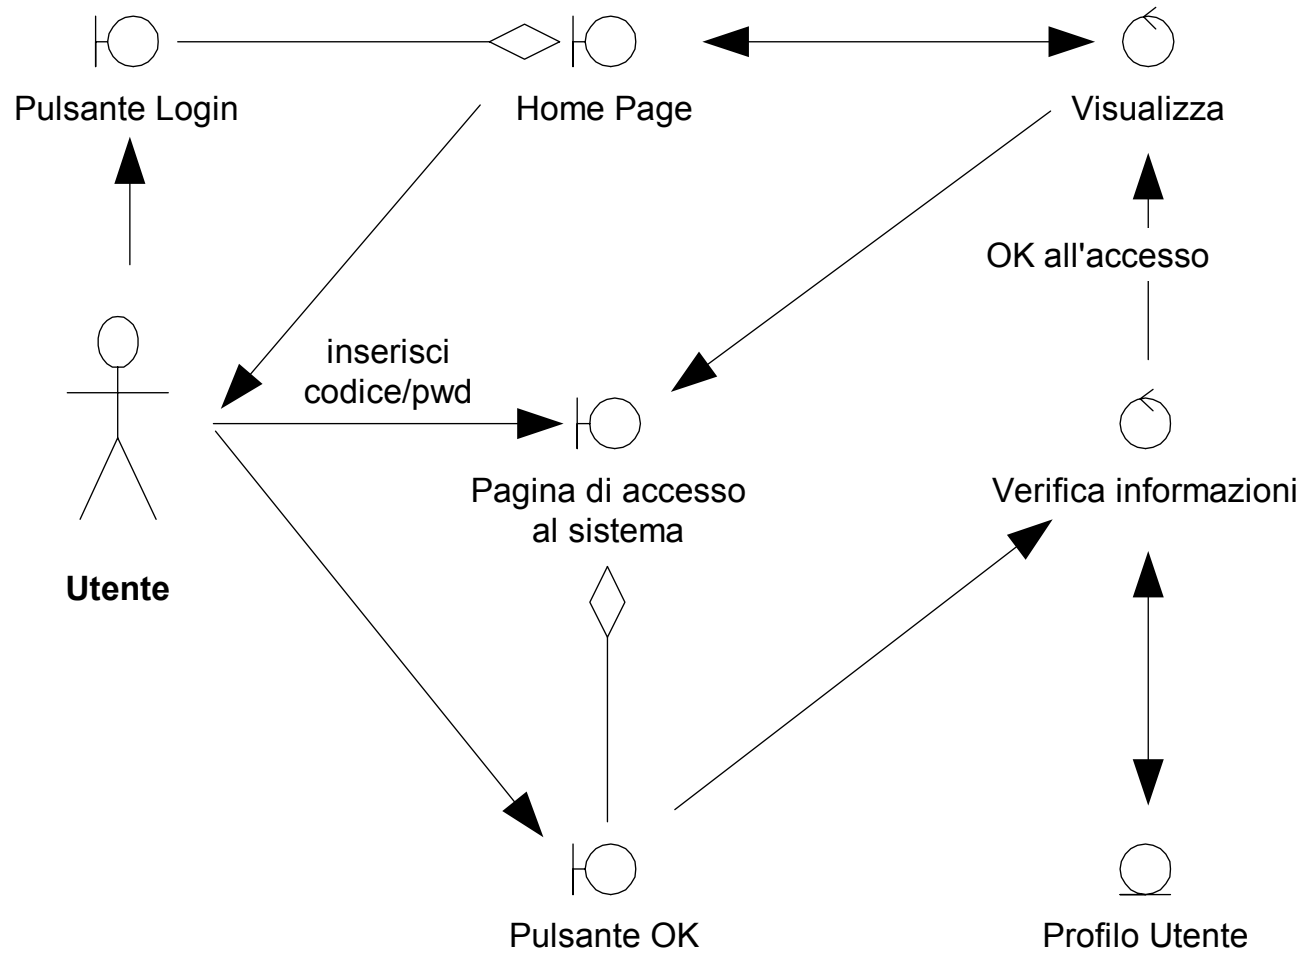 Pulsante Login
Home Page
Visualizza
OK all'accesso
inserisci
codice/pwd
Pagina di accesso
al sistema
Verifica informazioni
Utente
Pulsante OK
Profilo Utente